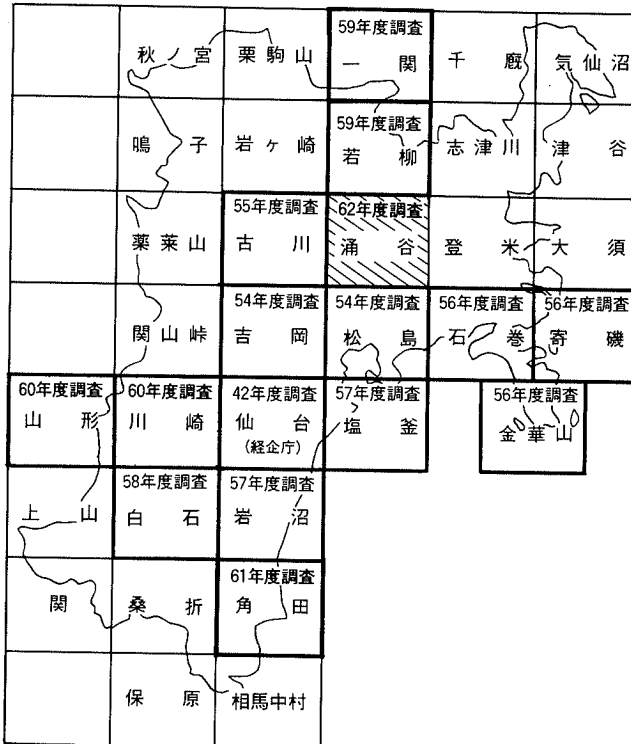 59年度調査
秋ノ宮 栗駒山 一関 千厩 気仙沼
59年度調査
鳴子 岩ヶ崎 若柳 志津川 津谷
55年度調査 62年度調査
薬莱山 古川 涌谷 登米 大須
54年度調査 54年度調査 56年度調査 56年度調査
関山峠 吉岡 松島 石巻 寄磯
60年度調査 60年度調査 42年度調査 57年度調査 56年度調査
山形 川崎 仙台 塩釜 金華山
(経企庁)
58年度調査 57年度調査
上山 白石 岩沼
61年度調査
関 桑折 角田
保原 相馬中村